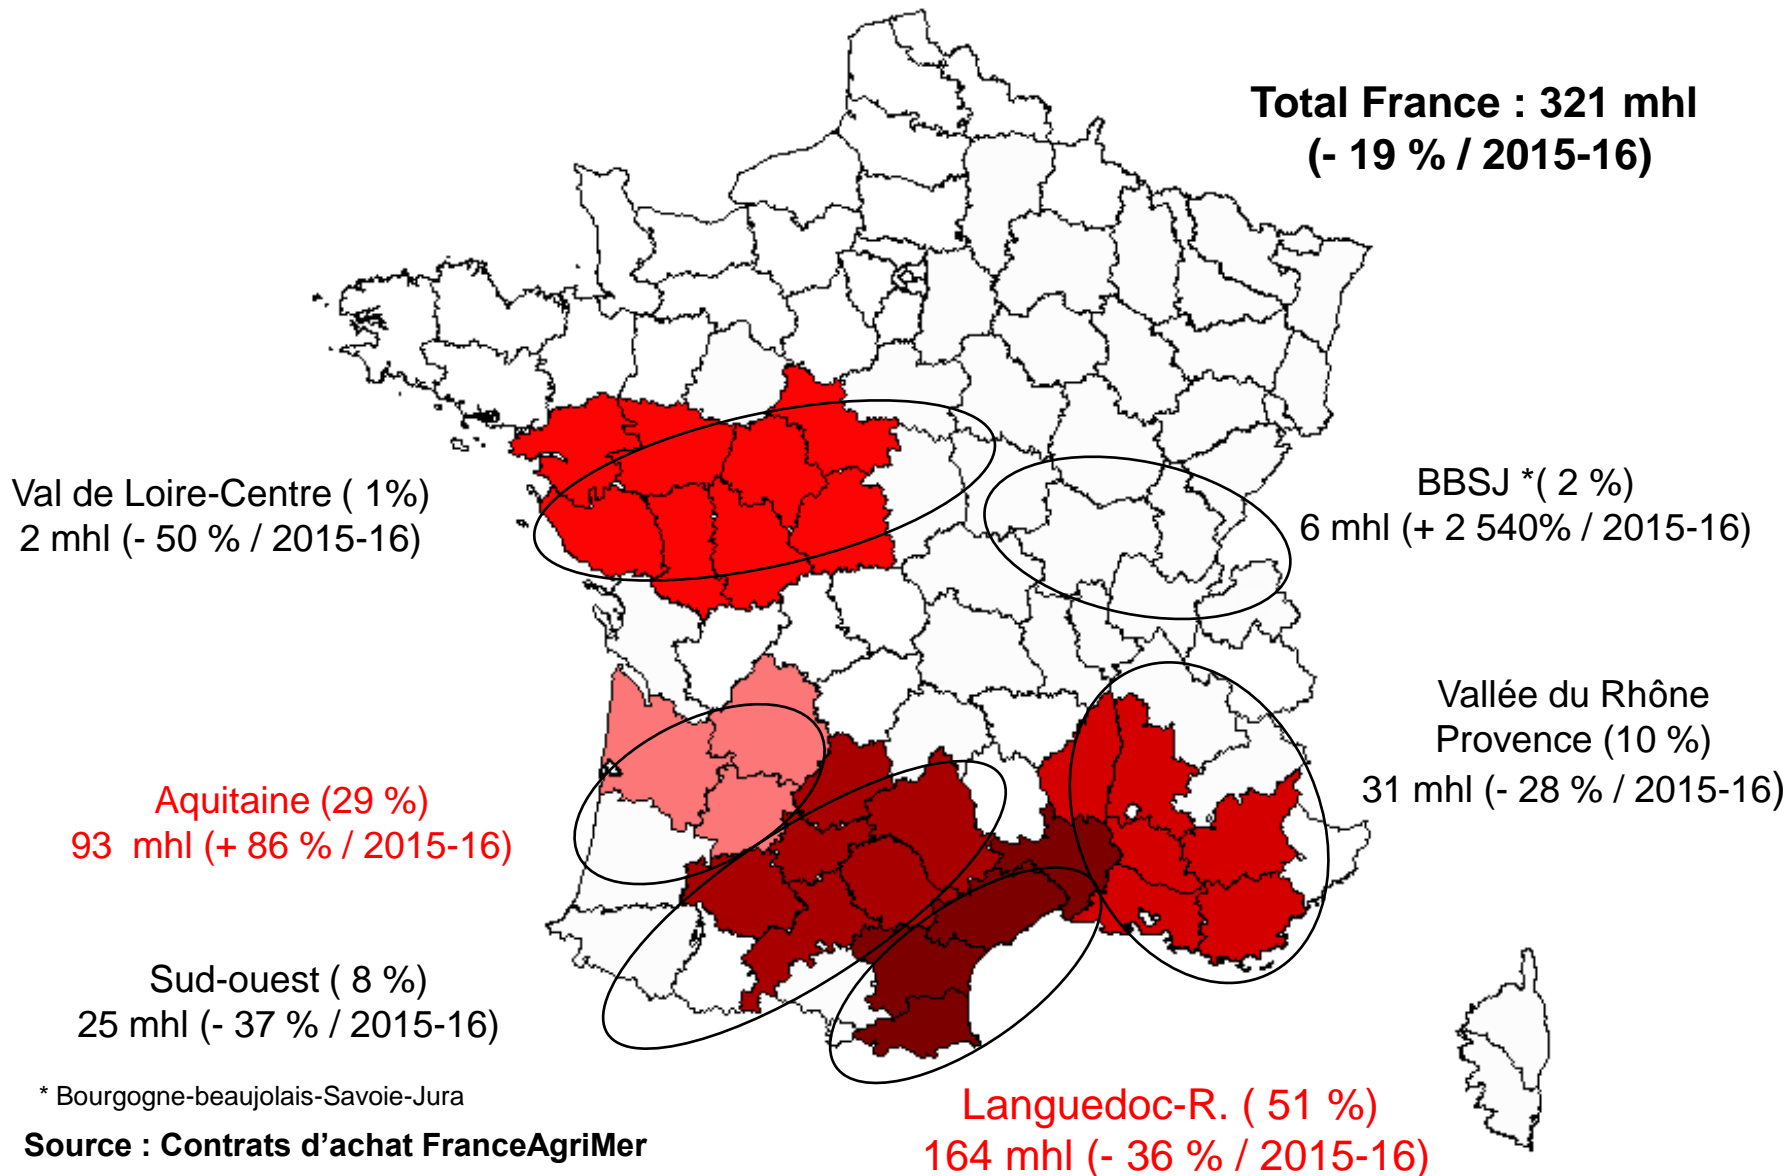 Total France : 321 mhl
(- 19 % / 2015-16)
Val de Loire-Centre ( 1%)
2 mhl (- 50 % / 2015-16)
BBSJ *( 2 %)
6 mhl (+ 2 540% / 2015-16)
Vallée du Rhône
Provence (10 %)
31 mhl (- 28 % / 2015-16)
Aquitaine (29 %)
93 mhl (+ 86 % / 2015-16)
Sud-ouest ( 8 %)
25 mhl (- 37 % / 2015-16)
* Bourgogne-beaujolais-Savoie-Jura
Source : Contrats d’achat FranceAgriMer
Languedoc-R. ( 51 %)
164 mhl (- 36 % / 2015-16)